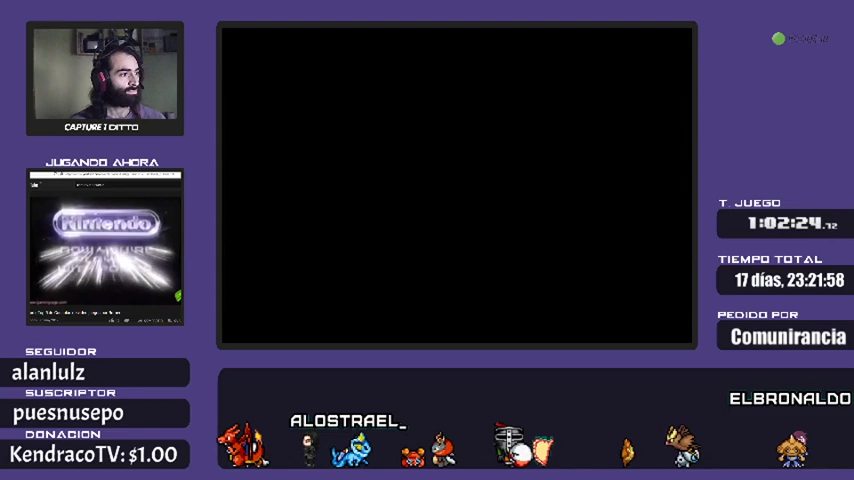 CAPTURE 1 DITTO
JUGANDO AHORA
Nintendo
T. JUEGO
1:02:24.72
TIEMPO TOTAL
17 días, 23:21:58
PEDIDO POR
Comunirancia
SEGUIDOR
alanlulz
SUSCRIPTOR
puesnusepo
DONACION
KendracoTV: $1.00
ALOSTRAEL_
ELBRONALDO